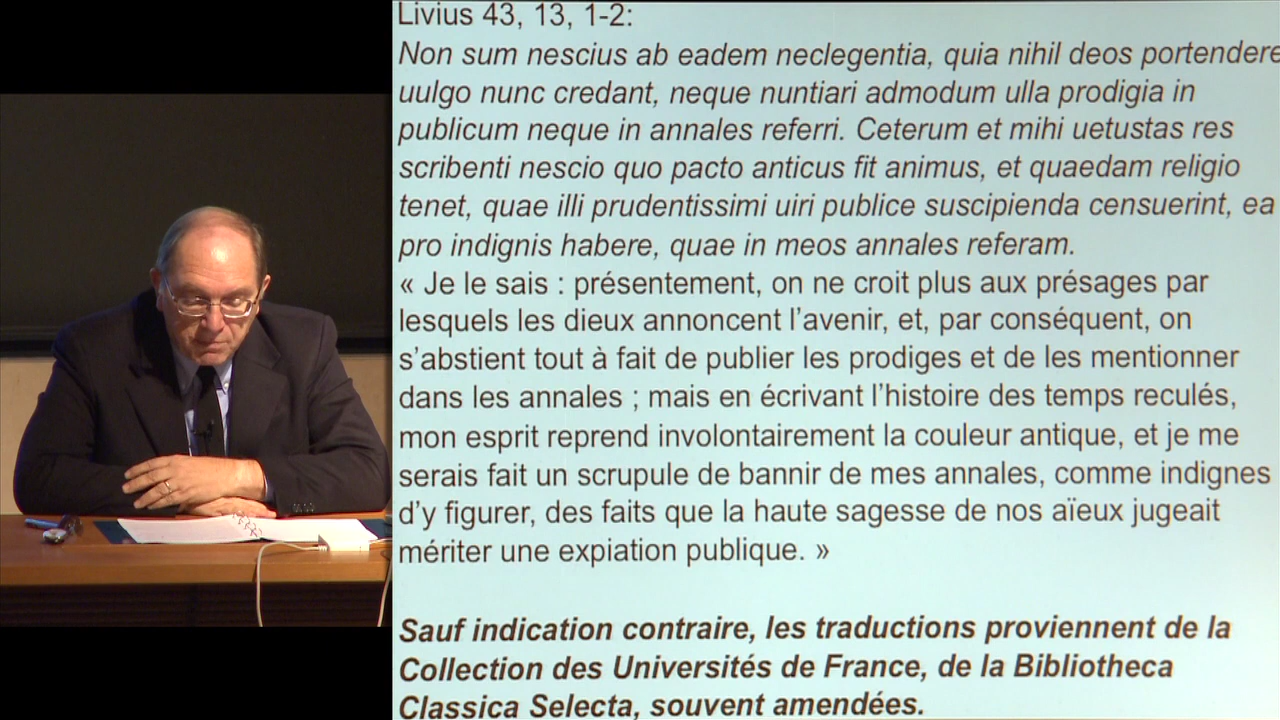 Livius 43, 13, 1-2:
Non sum nescius ab eadem neclegentia, quia nihil deos portendere
uulgo nunc credant, neque nuntiari admodum ulla prodigia in
publicum neque in annales referri. Ceterum et mihi uetustas res
scribenti nescio quo pacto anticus fit animus, et quaedam religio
tenet, quae illi prudentissimi uiri publice suscipienda censuerint, ea
pro indignis habere, quae in meos annales referam.
« Je le sais : présentement, on ne croit plus aux présages par
lesquels les dieux annoncent l’avenir, et, par conséquent, on
s’abstient tout à fait de publier les prodiges et de les mentionner
dans les annales ; mais en écrivant l’histoire des temps reculés,
mon esprit reprend involontairement la couleur antique, et je me
serais fait un scrupule de bannir de mes annales, comme indignes
d’y figurer, des faits que la haute sagesse de nos aïeux jugeait
mériter une expiation publique. »
Sauf indication contraire, les traductions proviennent de la
Collection des Universités de France, de la Bibliotheca
Classica Selecta, souvent amendées.